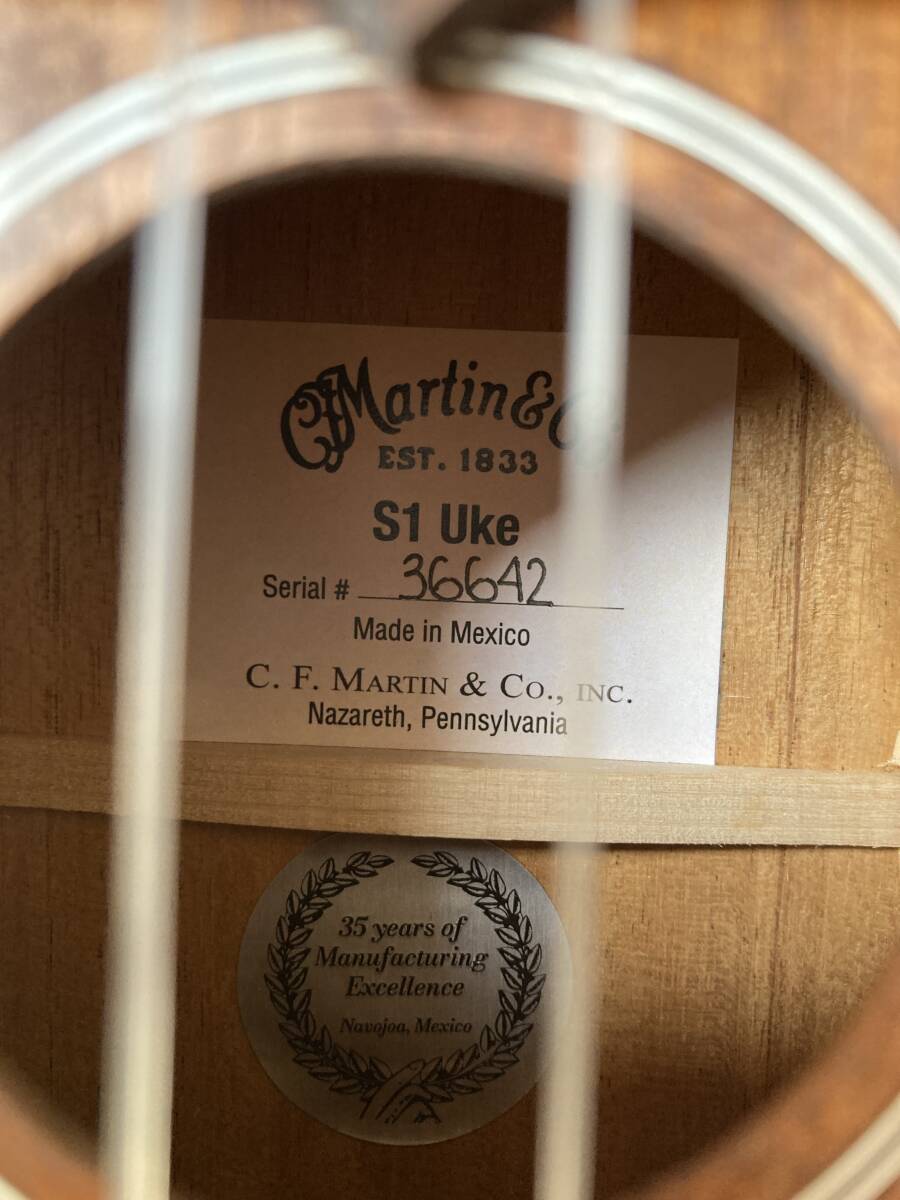 CFMartin & Co
EST. 1833
S1 Uke
Serial # 36642
Made in Mexico
C. F. MARTIN & CO., INC.
Nazareth, Pennsylvania
35 years of
Manufacturing
Excellence
Navojoa, Mexico